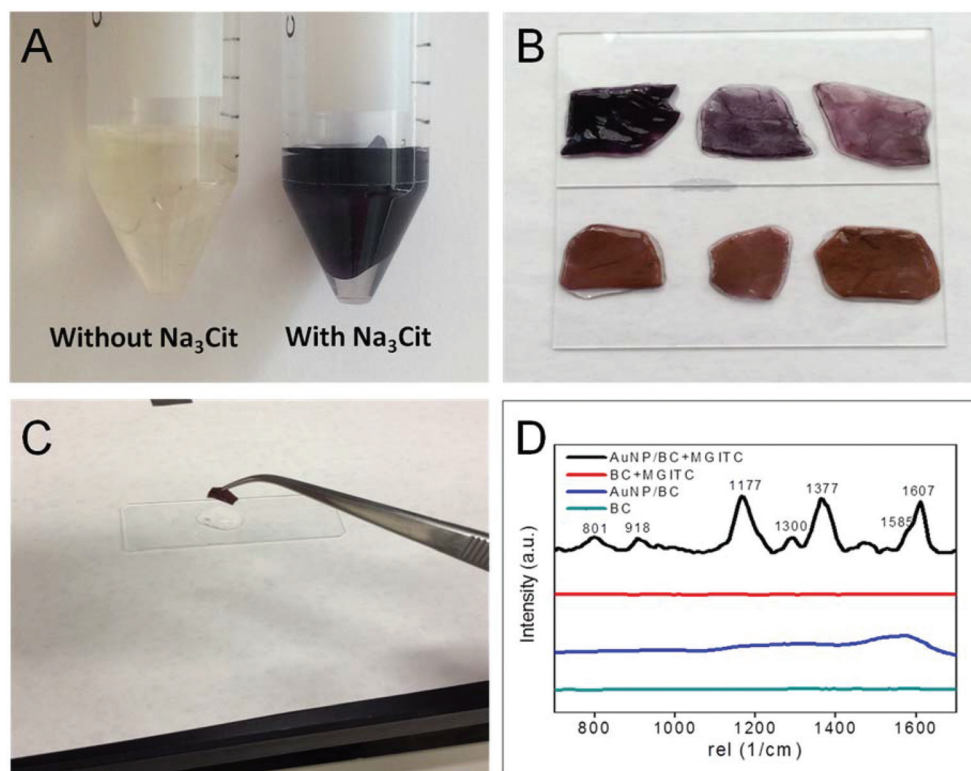 A
Without Na₃Cit
With Na₃Cit
B
C
D
AuNP/BC+MGITC
BC+MGITC
AuNP/BC
BC
801
918
1177
1300
1377
1585
1607
Intensity (a.u.)
800
1000
1200
1400
1600
rel (1/cm)